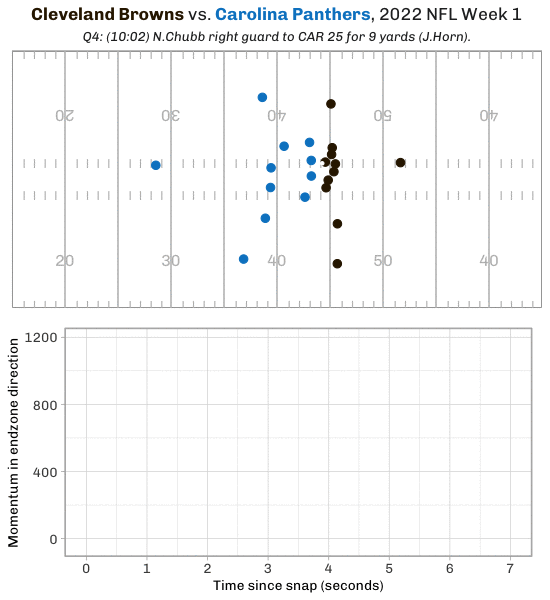 Cleveland Browns vs. Carolina Panthers, 2022 NFL Week 1
Q4: (10:02) N.Chubb right guard to CAR 25 for 9 yards (J.Horn).
20 30 40 50 40
20 30 40 50 40
1200
800
400
0
Momentum in endzone direction
0 1 2 3 4 5 6 7
Time since snap (seconds)